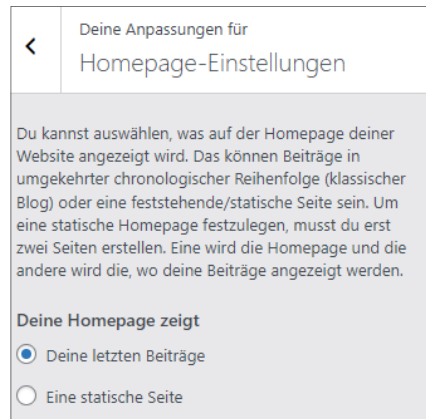 Deine Anpassungen für
Homepage-Einstellungen
Du kannst auswählen, was auf der Homepage deiner
Website angezeigt wird. Das können Beiträge in
umgekehrter chronologischer Reihenfolge (klassischer
Blog) oder eine feststehende/statische Seite sein. Um
eine statische Homepage festzulegen, musst du erst
zwei Seiten erstellen. Eine wird die Homepage und die
andere wird die, wo deine Beiträge angezeigt werden.
Deine Homepage zeigt
Deine letzten Beiträge
Eine statische Seite